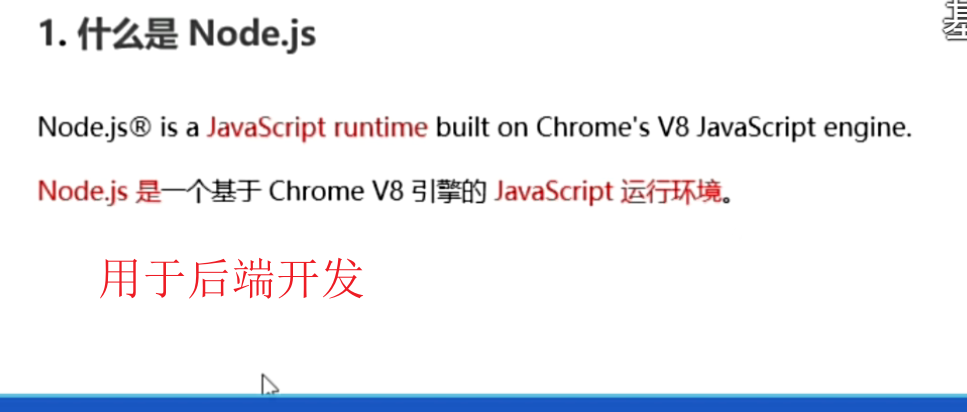 1. 什么是 Node.js
Node.js® is a JavaScript runtime built on Chrome's V8 JavaScript engine.
Node.js 是一个基于 Chrome V8 引擎的 JavaScript 运行环境。
用于后端开发